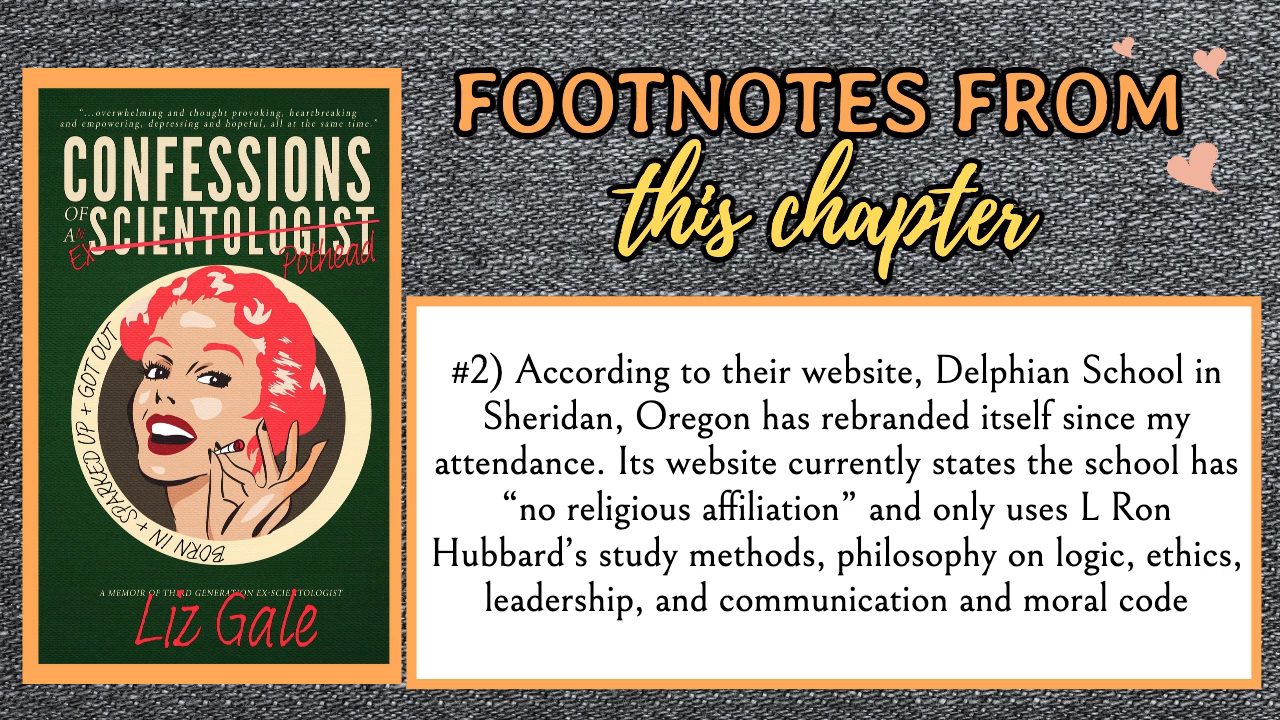 "...overwhelming and thought provoking, heartbreaking
and empowering, depressing and hopeful, all at the same time."
CONFESSIONS
OF
AN SCIENTOLOGIST
Ex Pothead
BORN IN + SPARKED UP + GOT OUT
A MEMOIR OF THIRD GENERATION EX-SCIENTOLOGIST
Liz Gale
FOOTNOTES FROM
this chapter
#2) According to their website, Delphian School in
Sheridan, Oregon has rebranded itself since my
attendance. Its website currently states the school has
“no religious affiliation” and only uses L Ron
Hubbard’s study methods, philosophy on logic, ethics,
leadership, and communication and moral code